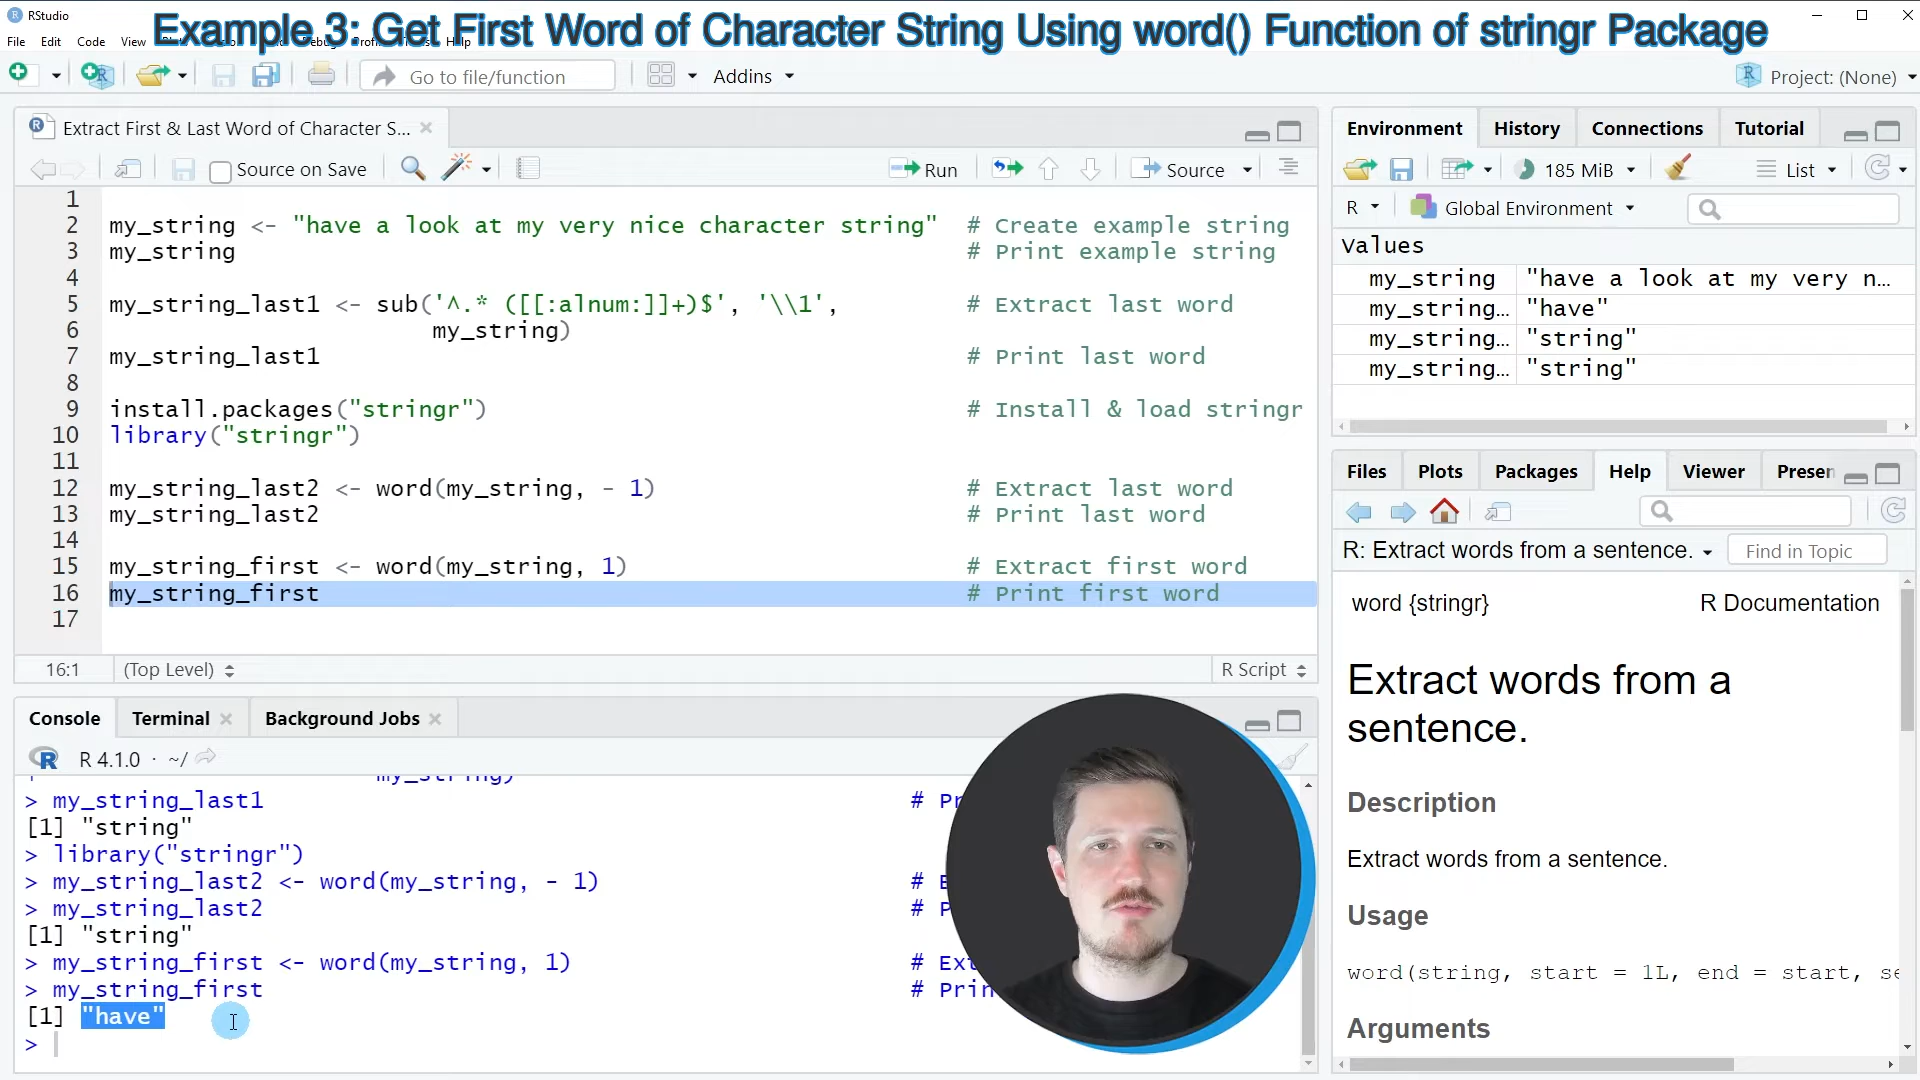 RStudio
Example 3: Get First Word of Character String Using word() Function of stringr Package
File Edit Code View Help
Go to file/function
Addins
Project: (None)
Extract First & Last Word of Character S...
Source on Save
Run
Source
1
2 my_string <- "have a look at my very nice character string" # Create example string
3 my_string # Print example string
4
5 my_string_last1 <- sub('^.* ([[:alnum:]]+)$', '\\1', # Extract last word
6 my_string)
7 my_string_last1 # Print last word
8
9 install.packages("stringr") # Install & load stringr
10 library("stringr")
11
12 my_string_last2 <- word(my_string, - 1) # Extract last word
13 my_string_last2 # Print last word
14
15 my_string_first <- word(my_string, 1) # Extract first word
16 my_string_first # Print first word
17
16:1 (Top Level) R Script
Console Terminal Background Jobs
R 4.1.0 · ~/
my_string)
> my_string_last1 # Pr
[1] "string"
> library("stringr")
> my_string_last2 <- word(my_string, - 1) # E
> my_string_last2 # P
[1] "string"
> my_string_first <- word(my_string, 1) # Ext
> my_string_first # Prin
[1] "have"
>
Environment History Connections Tutorial
185 MiB List
R Global Environment
Values
my_string "have a look at my very n...
my_string... "have"
my_string... "string"
my_string... "string"
Files Plots Packages Help Viewer Presen
R: Extract words from a sentence. Find in Topic
word {stringr} R Documentation
Extract words from a
sentence.
Description
Extract words from a sentence.
Usage
word(string, start = 1L, end = start, se
Arguments